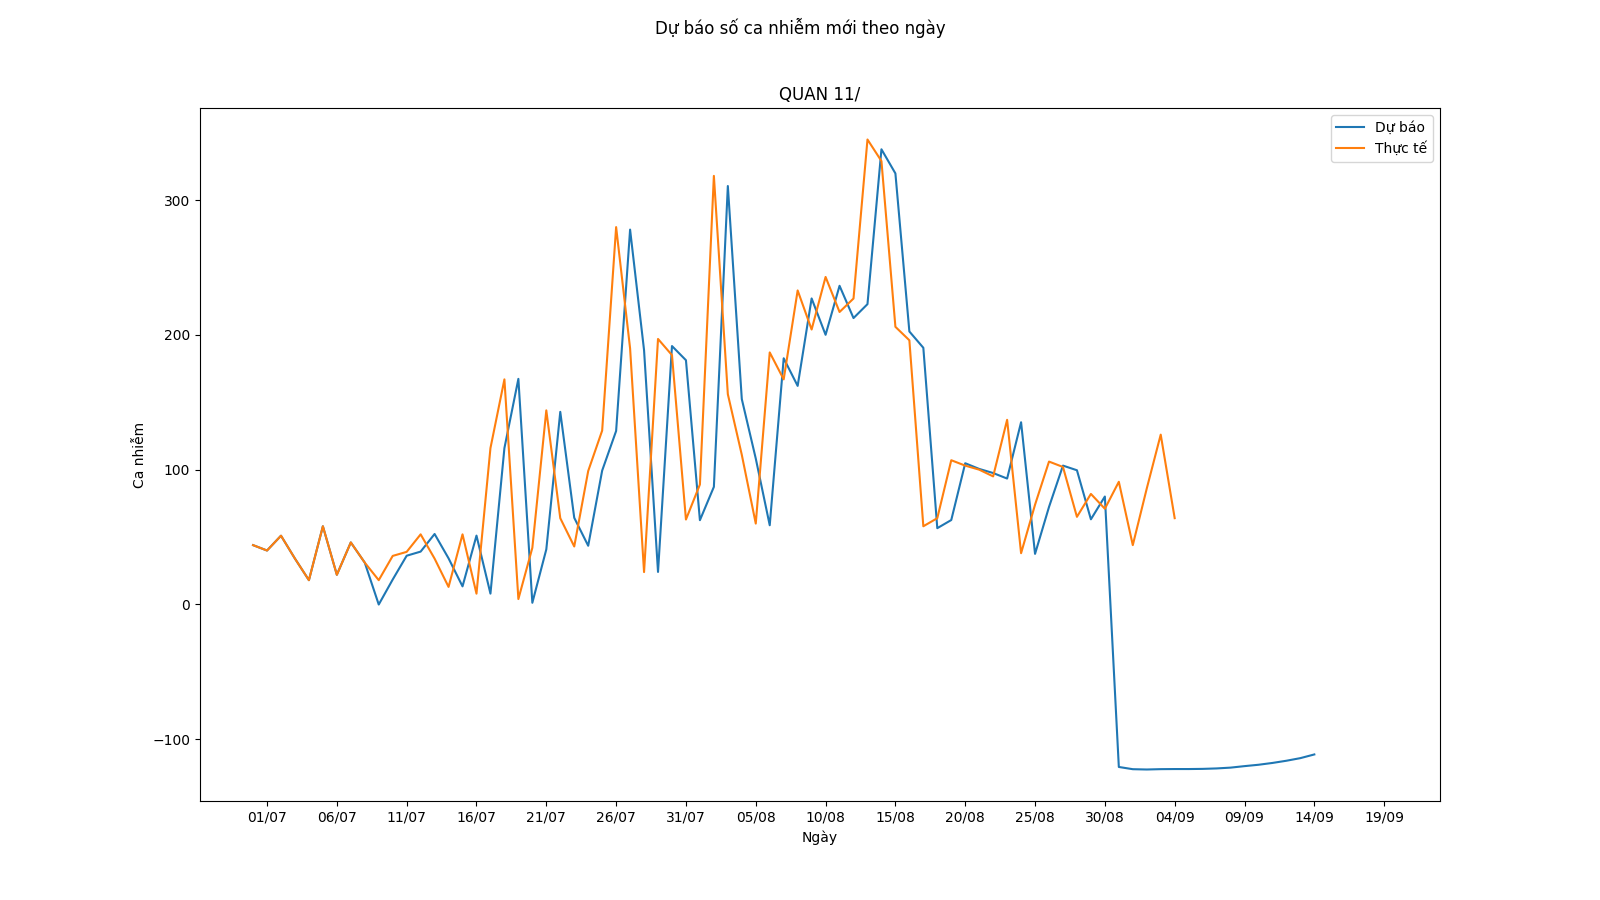 Dự báo số ca nhiễm mới theo ngày
QUAN 11/
Dự báo
Thực tế
300
200
100
0
−100
Ca nhiễm
01/07 06/07 11/07 16/07 21/07 26/07 31/07 05/08 10/08 15/08 20/08 25/08 30/08 04/09 09/09 14/09 19/09
Ngày